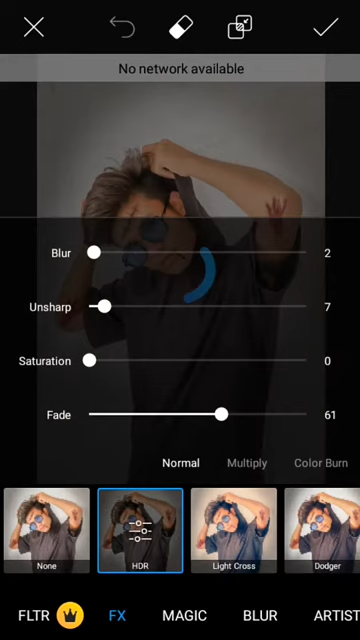 No network available
Blur 2
Unsharp 7
Saturation 0
Fade 61
Normal Multiply Color Burn
None HDR Light Cross Dodger
FLTR FX MAGIC BLUR ARTIST